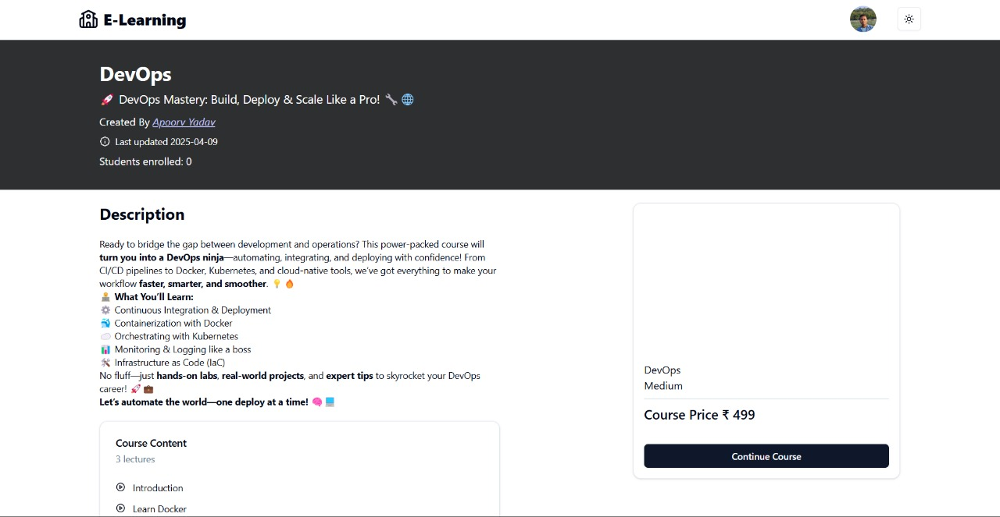 E-Learning
DevOps
🚀 DevOps Mastery: Build, Deploy & Scale Like a Pro! 🔧 🌐
Created By Apoorv Yadav
Last updated 2025-04-09
Students enrolled: 0
Description
Ready to bridge the gap between development and operations? This power-packed course will
turn you into a DevOps ninja—automating, integrating, and deploying with confidence! From
CI/CD pipelines to Docker, Kubernetes, and cloud-native tools, we’ve got everything to make your
workflow faster, smarter, and smoother. 💡 🔥
What You’ll Learn:
⚙️ Continuous Integration & Deployment
🐳 Containerization with Docker
☁️ Orchestrating with Kubernetes
📊 Monitoring & Logging like a boss
🛠️ Infrastructure as Code (IaC)
No fluff—just hands-on labs, real-world projects, and expert tips to skyrocket your DevOps
career! 🚀 💼
Let’s automate the world—one deploy at a time! 🧠 💻
Course Content
3 lectures
Introduction
Learn Docker
DevOps
Medium
Course Price ₹ 499
Continue Course